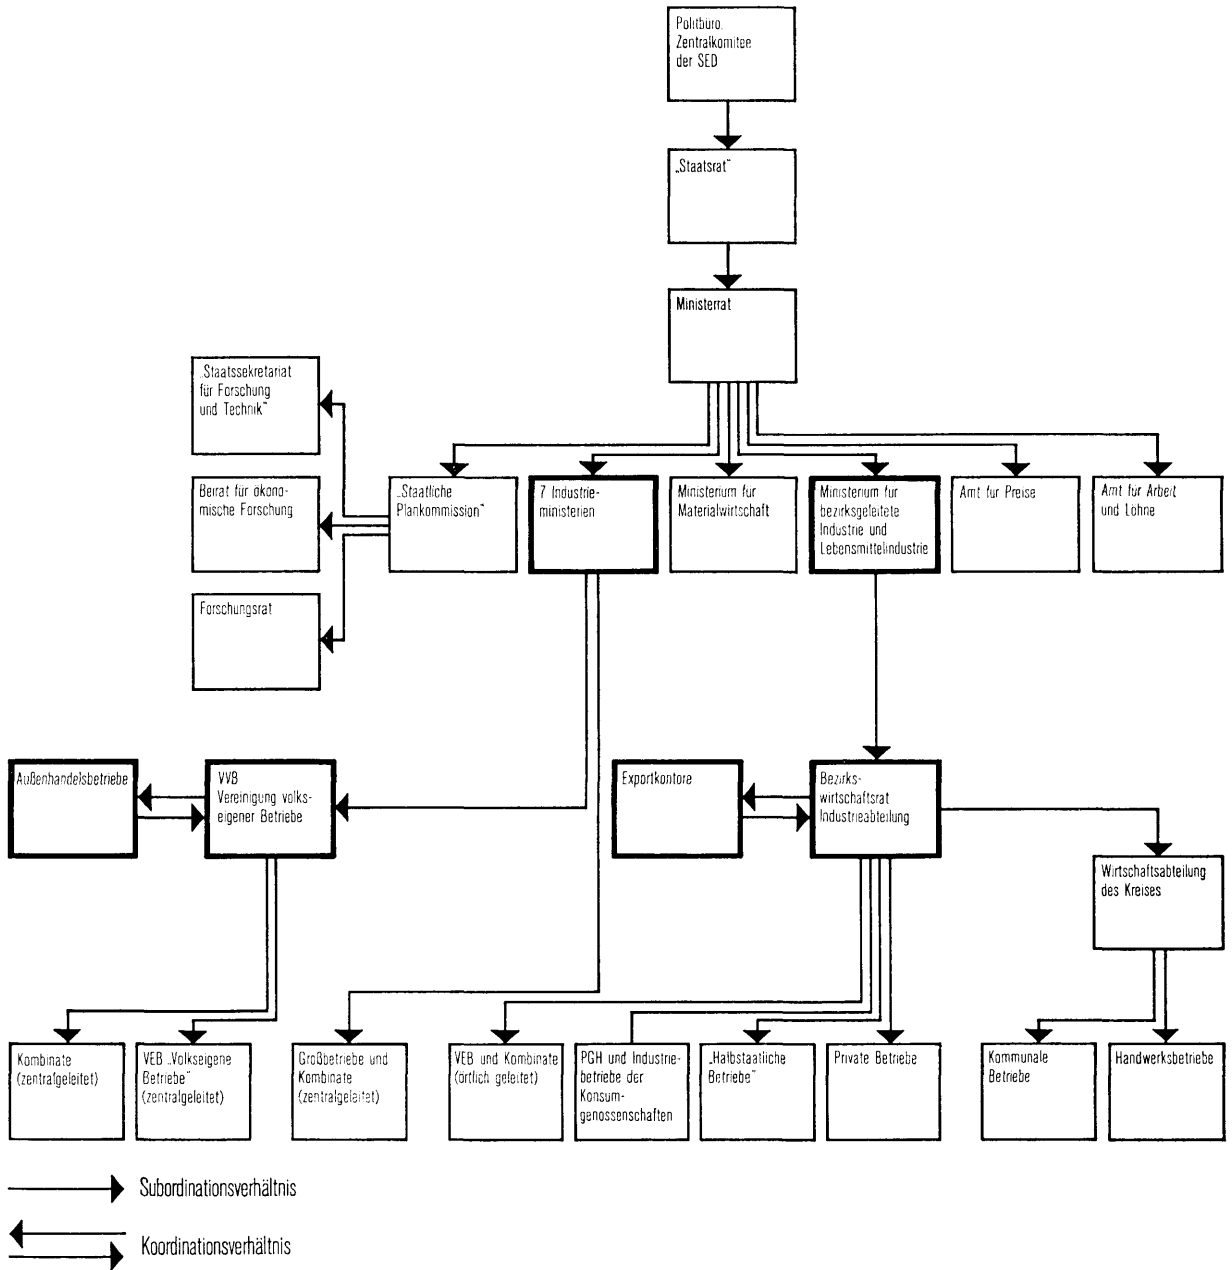 Politbüro,
Zentralkomitee
der SED
„Staatsrat“
Ministerrat
„Staatssekretariat
für Forschung
und Technik“
Beirat für ökono-
mische Forschung
Forschungsrat
„Staatliche
Plankommission“
7 Industrie-
ministerien
Ministerium für
Materialwirtschaft
Ministerium für
bezirksgeleitete
Industrie und
Lebensmittelindustrie
Amt für Preise
Amt für Arbeit
und Löhne
Außenhandelsbetriebe
VVB
Vereinigung volks-
eigener Betriebe
Exportkontore
Bezirks-
wirtschaftsrat
Industrieabteilung
Wirtschaftsabteilung
des Kreises
Kombinate
(zentralgeleitet)
VEB „Volkseigene
Betriebe“
(zentralgeleitet)
Großbetriebe und
Kombinate
(zentralgeleitet)
VEB und Kombinate
(örtlich geleitet)
PGH und Industrie-
betriebe der
Konsum-
genossenschaften
„Halbstaatliche
Betriebe“
Private Betriebe
Kommunale
Betriebe
Handwerksbetriebe
Subordinationsverhältnis
Koordinationsverhältnis